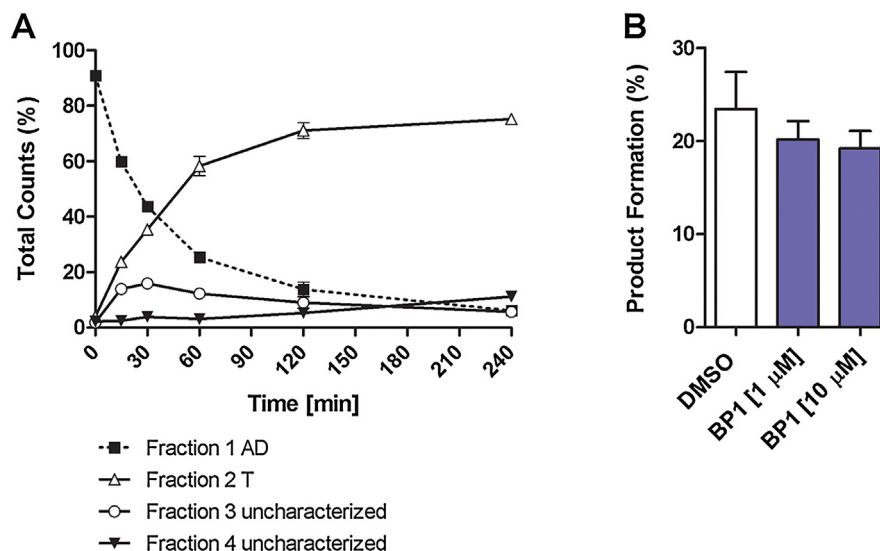 A
Total Counts (%)
100
80
60
40
20
0
0 30 60 90 120 150 180 210 240
Time [min]
Fraction 1 AD
Fraction 2 T
Fraction 3 uncharacterized
Fraction 4 uncharacterized
B
Product Formation (%)
30
20
10
0
DMSO
BP1 [1 µM]
BP1 [10 µM]